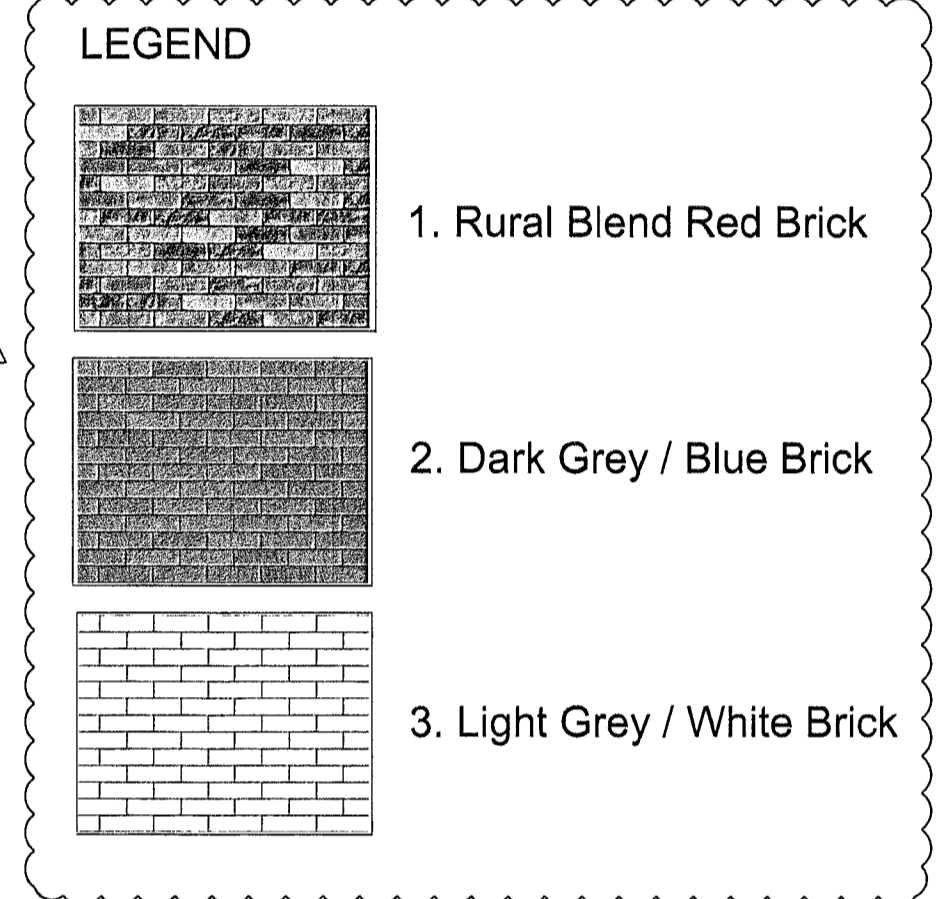 LEGEND
1. Rural Blend Red Brick
2. Dark Grey / Blue Brick
3. Light Grey / White Brick